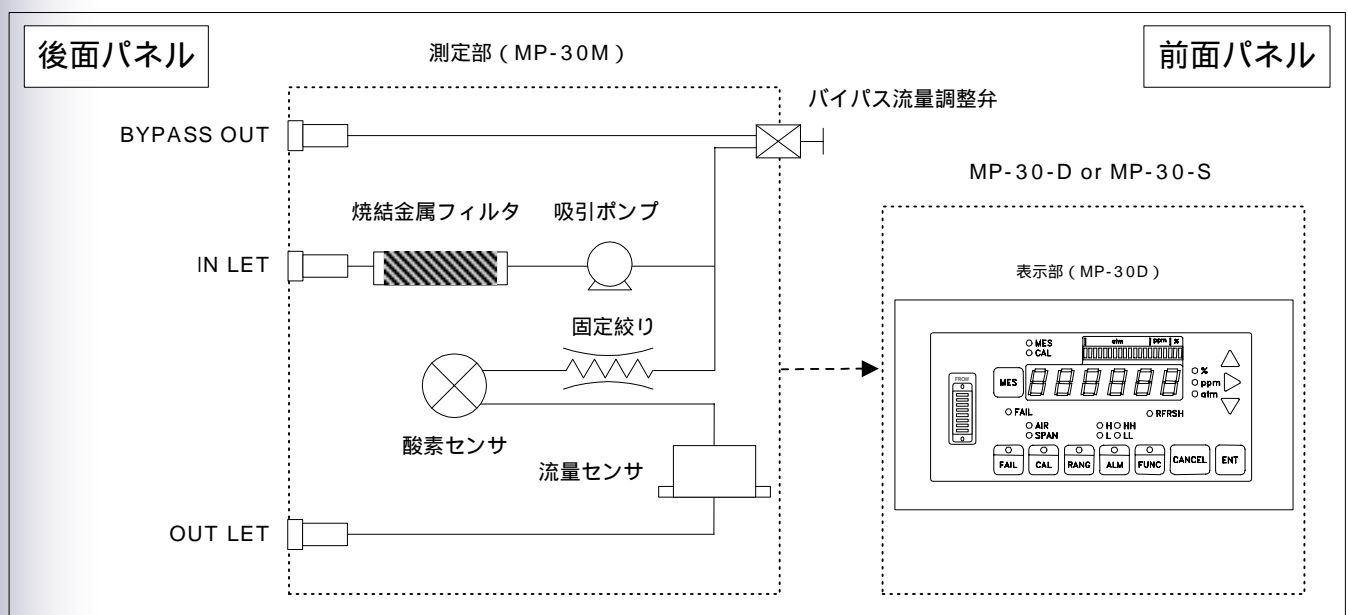 後面パネル
測定部（MP-30M）
前面パネル
バイパス流量調整弁
BYPASS OUT
MP-30-D or MP-30-S
焼結金属フィルタ 吸引ポンプ
IN LET
表示部（MP-30D）
固定絞り
MES
CAL
atm ppm %
FROW
MES
%
ppm
atm
FAIL
RFRSH
AIR
SPAN
H HH
L LL
FAIL CAL RANG ALM FUNC CANCEL ENT
酸素センサ
流量センサ
OUT LET